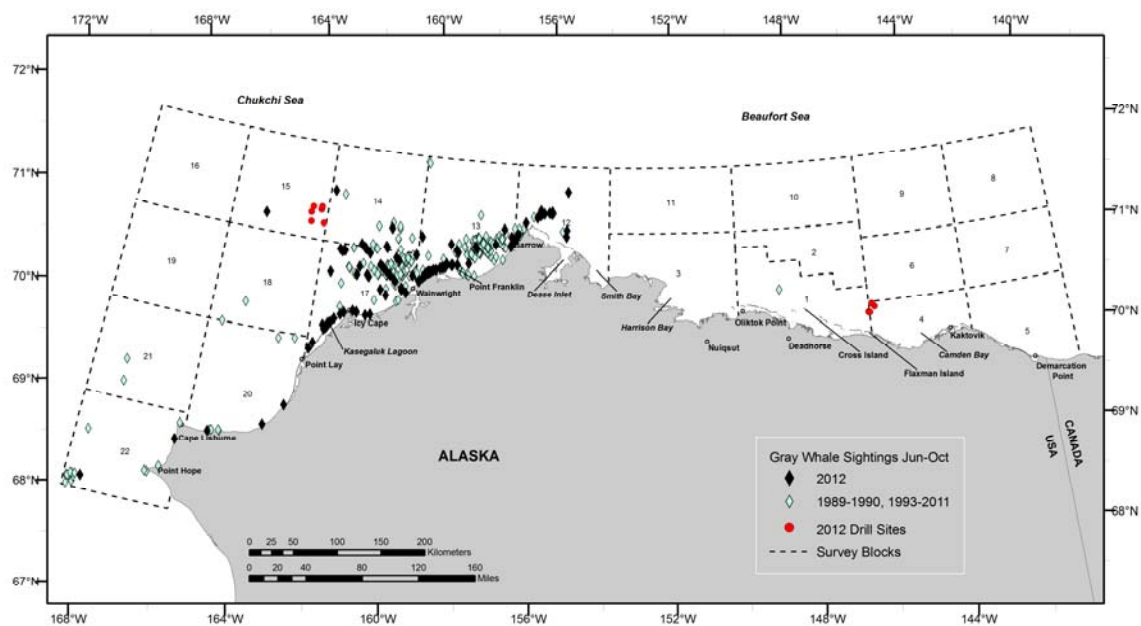 172°W 168°W 164°W 160°W 156°W 152°W 148°W 144°W 140°W
72°N
72°N
Chukchi Sea
Beaufort Sea
71°N
71°N
16
15
14
13
12
11
10
9
8
19
18
17
3
2
1
6
7
4
5
Barrow
70°N
70°N
Wainwright
Point Franklin
Dease Inlet
Smith Bay
Icy Cape
Harrison Bay
Oliktok Point
Kaktovik
Kasegaluk Lagoon
Nuiqsut
Deadhorse
Cross Island
Camden Bay
Point Lay
Flaxman Island
Demarcation
Point
21
20
69°N
69°N
22
Cape Lisburne
Point Hope
ALASKA
USA
CANADA
68°N
68°N
67°N
Gray Whale Sightings Jun-Oct
2012
1989-1990, 1993-2011
2012 Drill Sites
Survey Blocks
0 25 50 100 150 200
Kilometers
0 20 40 80 120 160
Miles
168°W 164°W 160°W 156°W 152°W 148°W 144°W